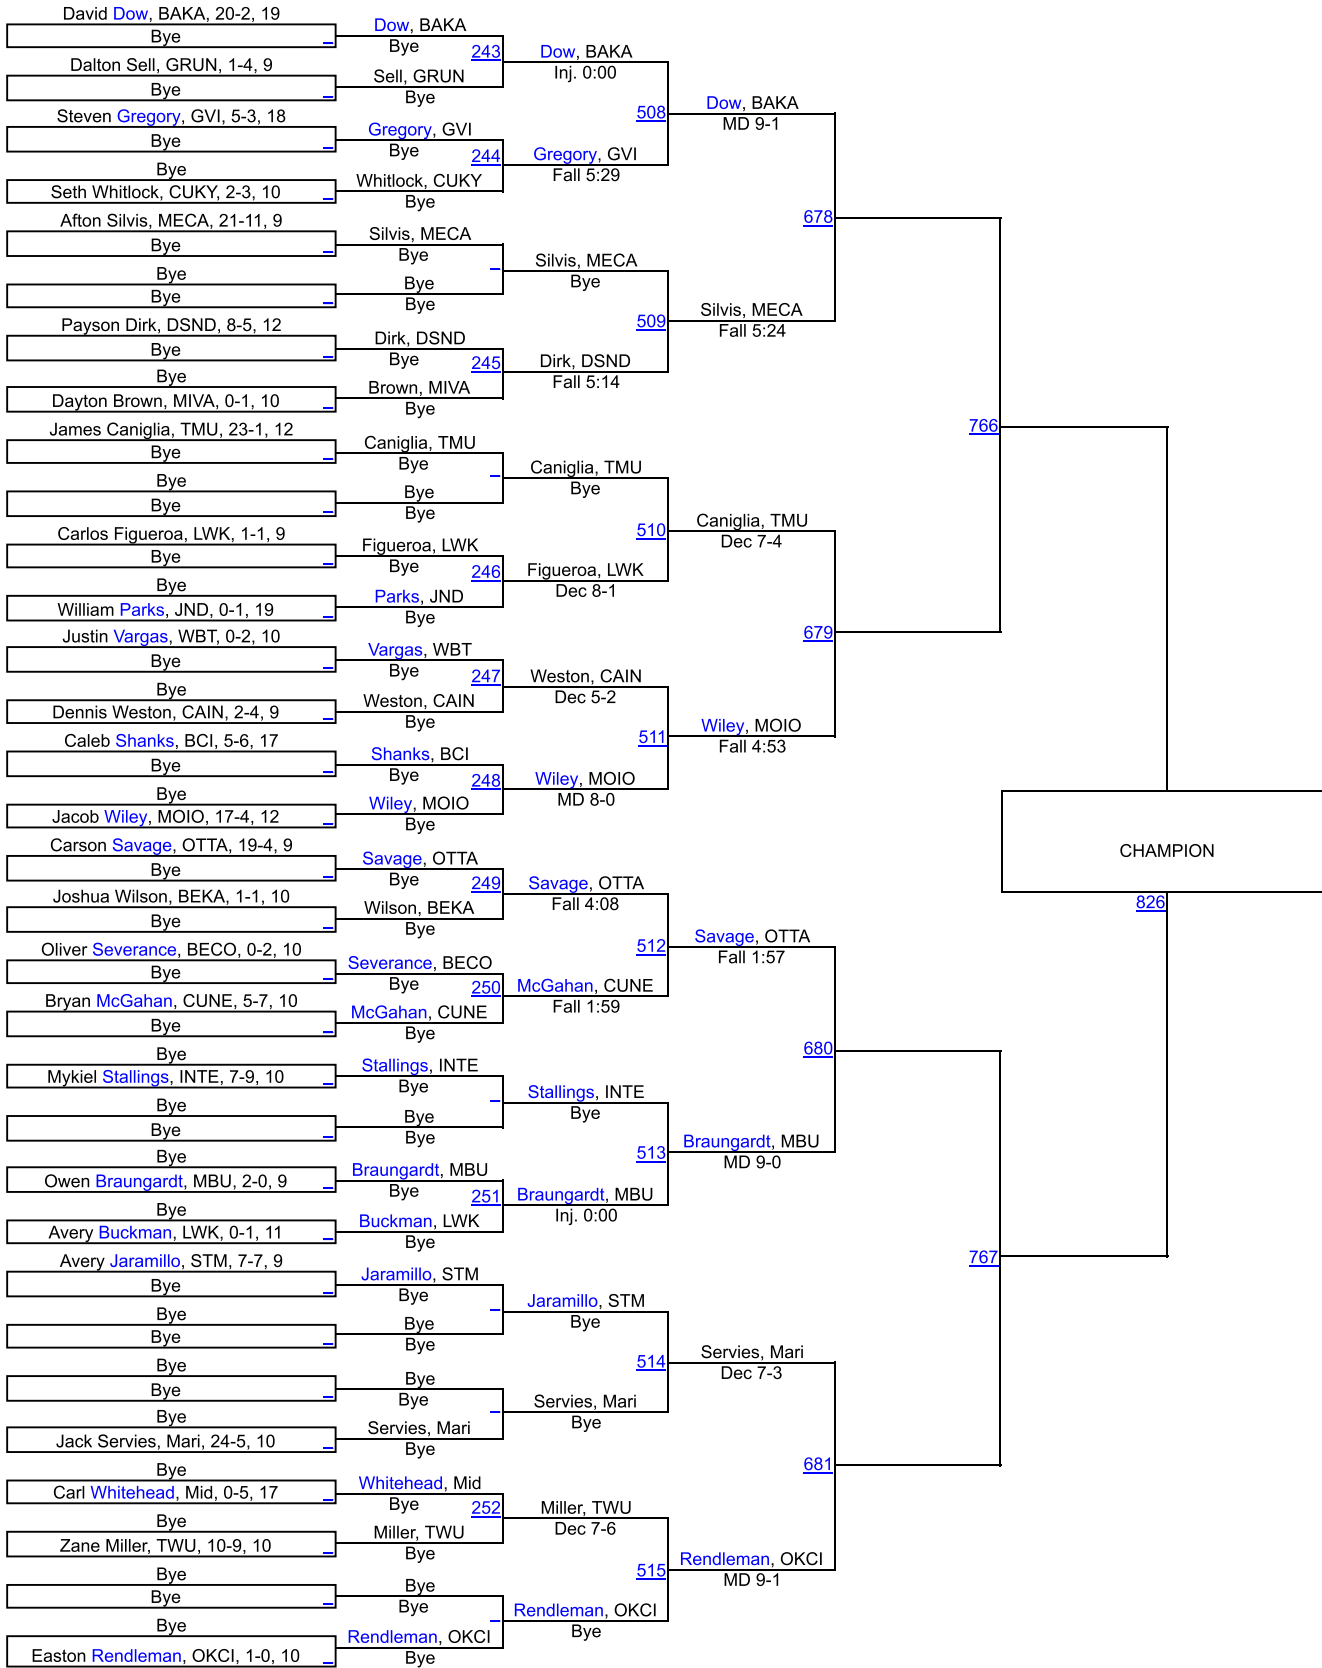 David Dow, BAKA, 20-2, 19
Bye
Dalton Sell, GRUN, 1-4, 9
Bye
Steven Gregory, GVI, 5-3, 18
Bye
Bye
Seth Whitlock, CUKY, 2-3, 10
Afton Silvis, MECA, 21-11, 9
Bye
Bye
Bye
Payson Dirk, DSND, 8-5, 12
Bye
Bye
Dayton Brown, MIVA, 0-1, 10
James Caniglia, TMU, 23-1, 12
Bye
Bye
Bye
Carlos Figueroa, LWK, 1-1, 9
Bye
Bye
William Parks, JND, 0-1, 19
Justin Vargas, WBT, 0-2, 10
Bye
Bye
Dennis Weston, CAIN, 2-4, 9
Caleb Shanks, BCI, 5-6, 17
Bye
Bye
Jacob Wiley, MOIO, 17-4, 12
Carson Savage, OTTA, 19-4, 9
Bye
Joshua Wilson, BEKA, 1-1, 10
Bye
Oliver Severance, BECO, 0-2, 10
Bye
Bryan McGahan, CUNE, 5-7, 10
Bye
Bye
Mykiel Stallings, INTE, 7-9, 10
Bye
Bye
Bye
Owen Braungardt, MBU, 2-0, 9
Bye
Avery Buckman, LWK, 0-1, 11
Avery Jaramillo, STM, 7-7, 9
Bye
Bye
Bye
Bye
Bye
Bye
Jack Servies, Mari, 24-5, 10
Bye
Carl Whitehead, Mid, 0-5, 17
Bye
Zane Miller, TWU, 10-9, 10
Bye
Bye
Bye
Easton Rendleman, OKCI, 1-0, 10
Dow, BAKA
Bye
243
Sell, GRUN
Bye
Gregory, GVI
Bye
244
Whitlock, CUKY
Bye
Silvis, MECA
Bye
Bye
Bye
Dirk, DSND
Bye
245
Brown, MIVA
Bye
Caniglia, TMU
Bye
Bye
Bye
Figueroa, LWK
Bye
246
Parks, JND
Bye
Vargas, WBT
Bye
247
Weston, CAIN
Bye
Shanks, BCI
Bye
248
Wiley, MOIO
Bye
Savage, OTTA
Bye
249
Wilson, BEKA
Bye
Severance, BECO
Bye
250
McGahan, CUNE
Bye
Stallings, INTE
Bye
Bye
Bye
Braungardt, MBU
Bye
251
Buckman, LWK
Bye
Jaramillo, STM
Bye
Bye
Bye
Bye
Bye
Servies, Mari
Bye
Whitehead, Mid
Bye
252
Miller, TWU
Bye
Bye
Bye
Rendleman, OKCI
Bye
Dow, BAKA
Inj. 0:00
508
Gregory, GVI
Fall 5:29
Silvis, MECA
Bye
509
Dirk, DSND
Fall 5:14
Caniglia, TMU
Bye
510
Figueroa, LWK
Dec 8-1
Weston, CAIN
Dec 5-2
511
Wiley, MOIO
MD 8-0
Savage, OTTA
Fall 4:08
512
McGahan, CUNE
Fall 1:59
Stallings, INTE
Bye
513
Braungardt, MBU
Inj. 0:00
Jaramillo, STM
Bye
514
Servies, Mari
Bye
Miller, TWU
Dec 7-6
515
Rendleman, OKCI
Bye
Dow, BAKA
MD 9-1
678
Silvis, MECA
Fall 5:24
Caniglia, TMU
Dec 7-4
679
Wiley, MOIO
Fall 4:53
Savage, OTTA
Fall 1:57
680
Braungardt, MBU
MD 9-0
Servies, Mari
Dec 7-3
681
Rendleman, OKCI
MD 9-1
766
767
CHAMPION
826